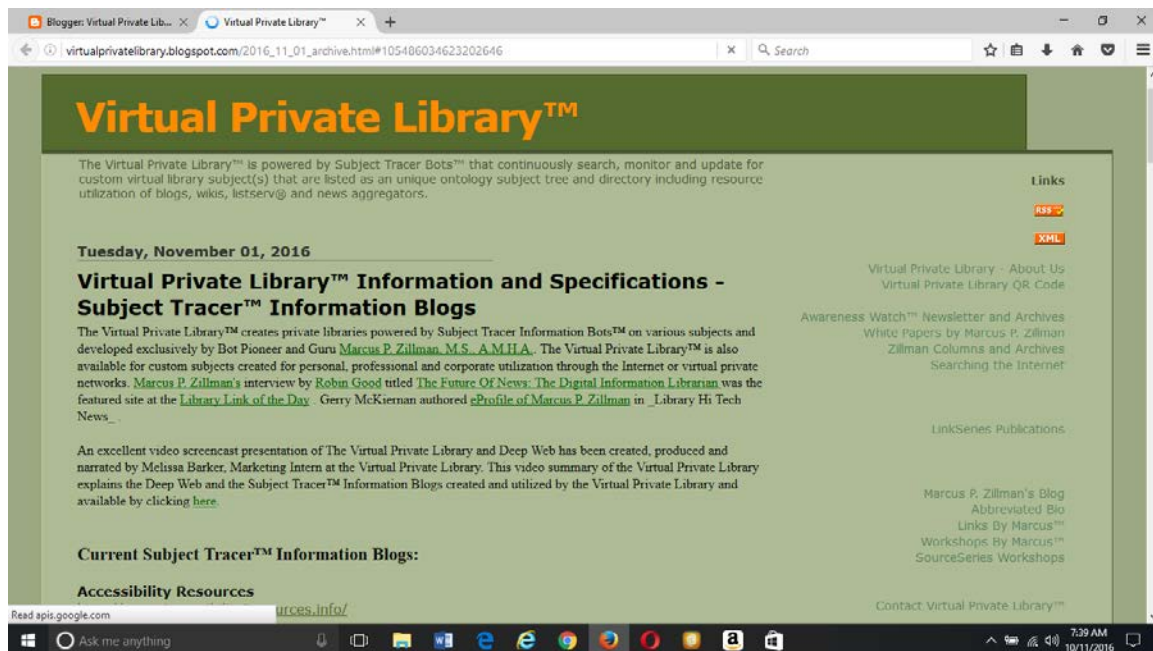 Blogger: Virtual Private Lib...
Virtual Private Library™
virtualprivatelibrary.blogspot.com/2016_11_01_archive.html#105486034623202646
Search
Virtual Private Library™
The Virtual Private Library™ is powered by Subject Tracer Bots™ that continuously search, monitor and update for
custom virtual library subject(s) that are listed as an unique ontology subject tree and directory including resource
utilization of blogs, wikis, listserv® and news aggregators.
Links
RSS
XML
Tuesday, November 01, 2016
Virtual Private Library™ Information and Specifications -
Subject Tracer™ Information Blogs
The Virtual Private Library™ creates private libraries powered by Subject Tracer Information Bots™ on various subjects and
developed exclusively by Bot Pioneer and Guru Marcus P. Zillman, M.S., A.M.H.A.. The Virtual Private Library™ is also
available for custom subjects created for personal, professional and corporate utilization through the Internet or virtual private
networks. Marcus P. Zillman's interview by Robin Good titled The Future Of News: The Digital Information Librarian was the
featured site at the Library Link of the Day . Gerry McKiernan authored eProfile of Marcus P. Zillman in _Library Hi Tech
News_ .
An excellent video screencast presentation of The Virtual Private Library and Deep Web has been created, produced and
narrated by Melissa Barker, Marketing Intern at the Virtual Private Library. This video summary of the Virtual Private Library
explains the Deep Web and the Subject Tracer™ Information Blogs created and utilized by the Virtual Private Library and
available by clicking here.
Current Subject Tracer™ Information Blogs:
Accessibility Resources
urces.info/
Virtual Private Library - About Us
Virtual Private Library QR Code
Awareness Watch™ Newsletter and Archives
White Papers by Marcus P. Zillman
Zillman Columns and Archives
Searching the Internet
LinkSeries Publications
Marcus P. Zillman's Blog
Abbreviated Bio
Links By Marcus™
Workshops By Marcus™
SourceSeries Workshops
Contact Virtual Private Library™
Read apis.google.com
Ask me anything
7:39 AM
10/11/2016